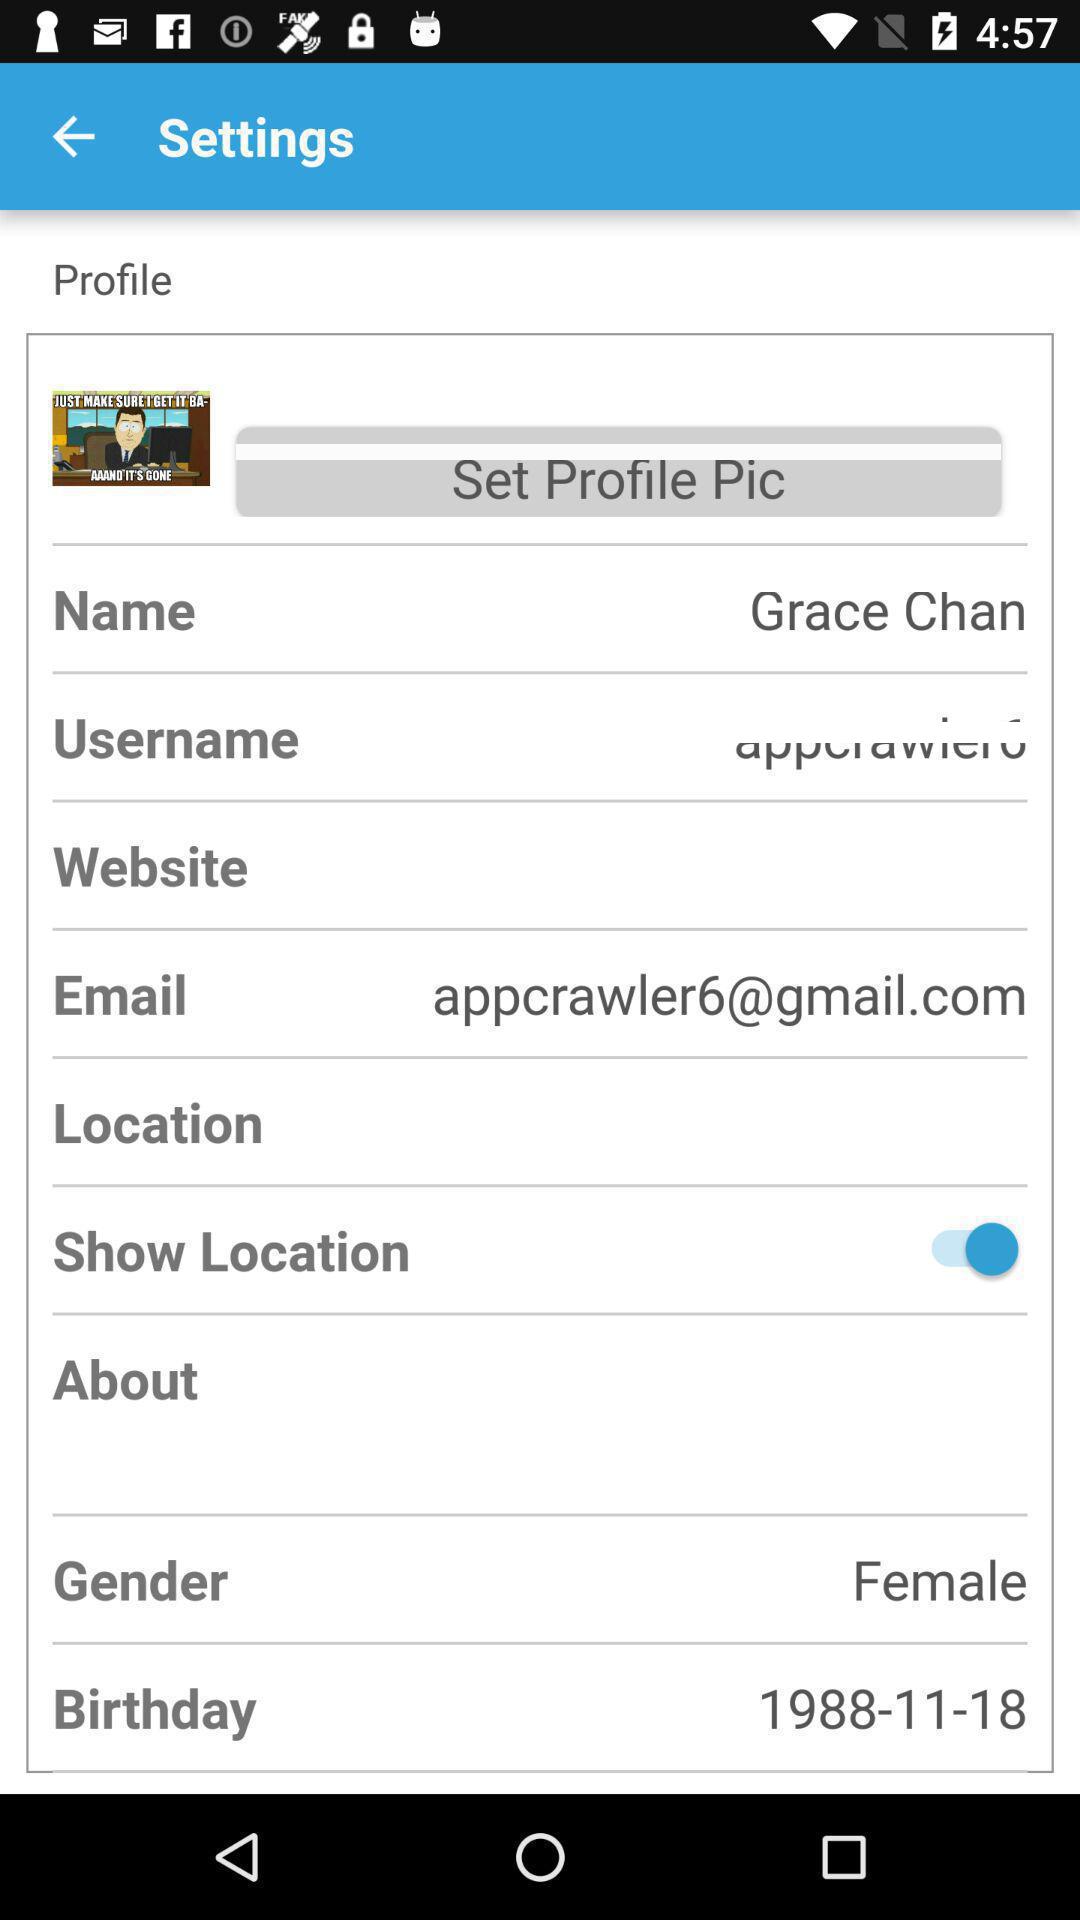 FAKE
4:57
Settings
Profile
JUST MAKE SURE I GET IT BA-
AAAND IT'S GONE
Set Profile Pic
Name Grace Chan
Username appcrawler6
Website
Email appcrawler6@gmail.com
Location
Show Location
About
Gender Female
Birthday 1988-11-18